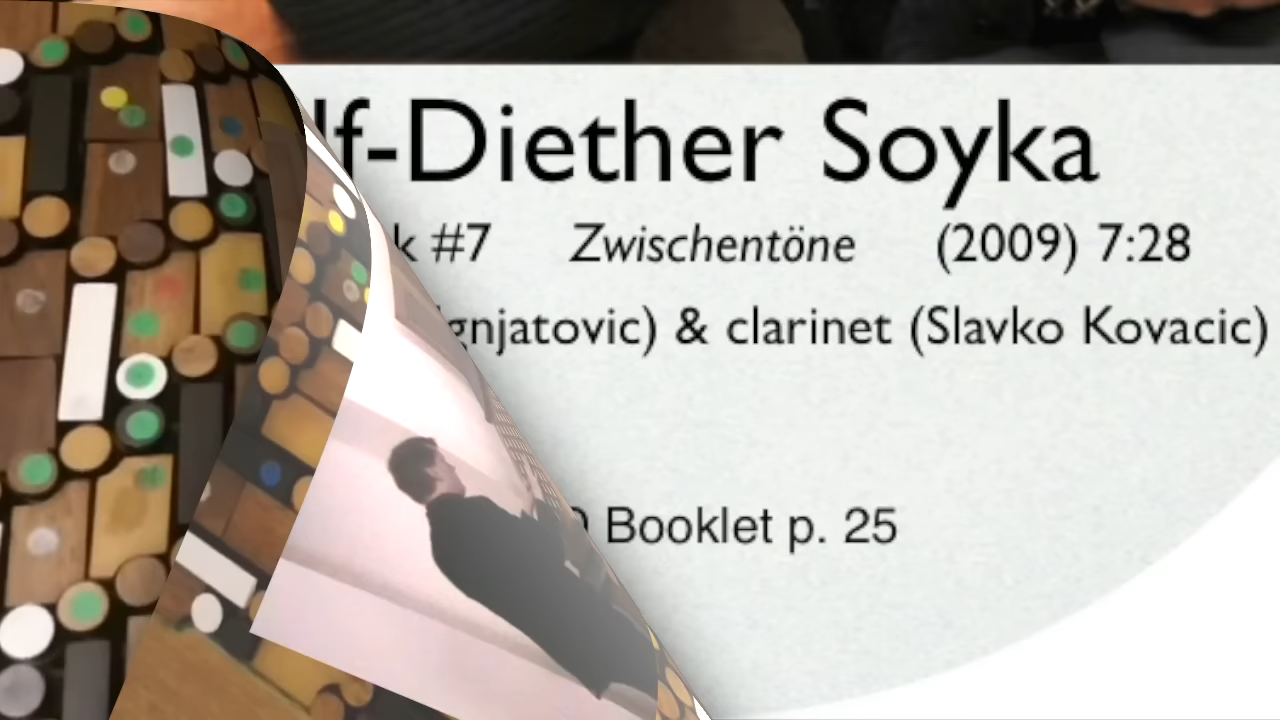 lf-Diether Soyka
k #7 Zwischentöne (2009) 7:28
gnjatovic) & clarinet (Slavko Kovacic)
Booklet p. 25